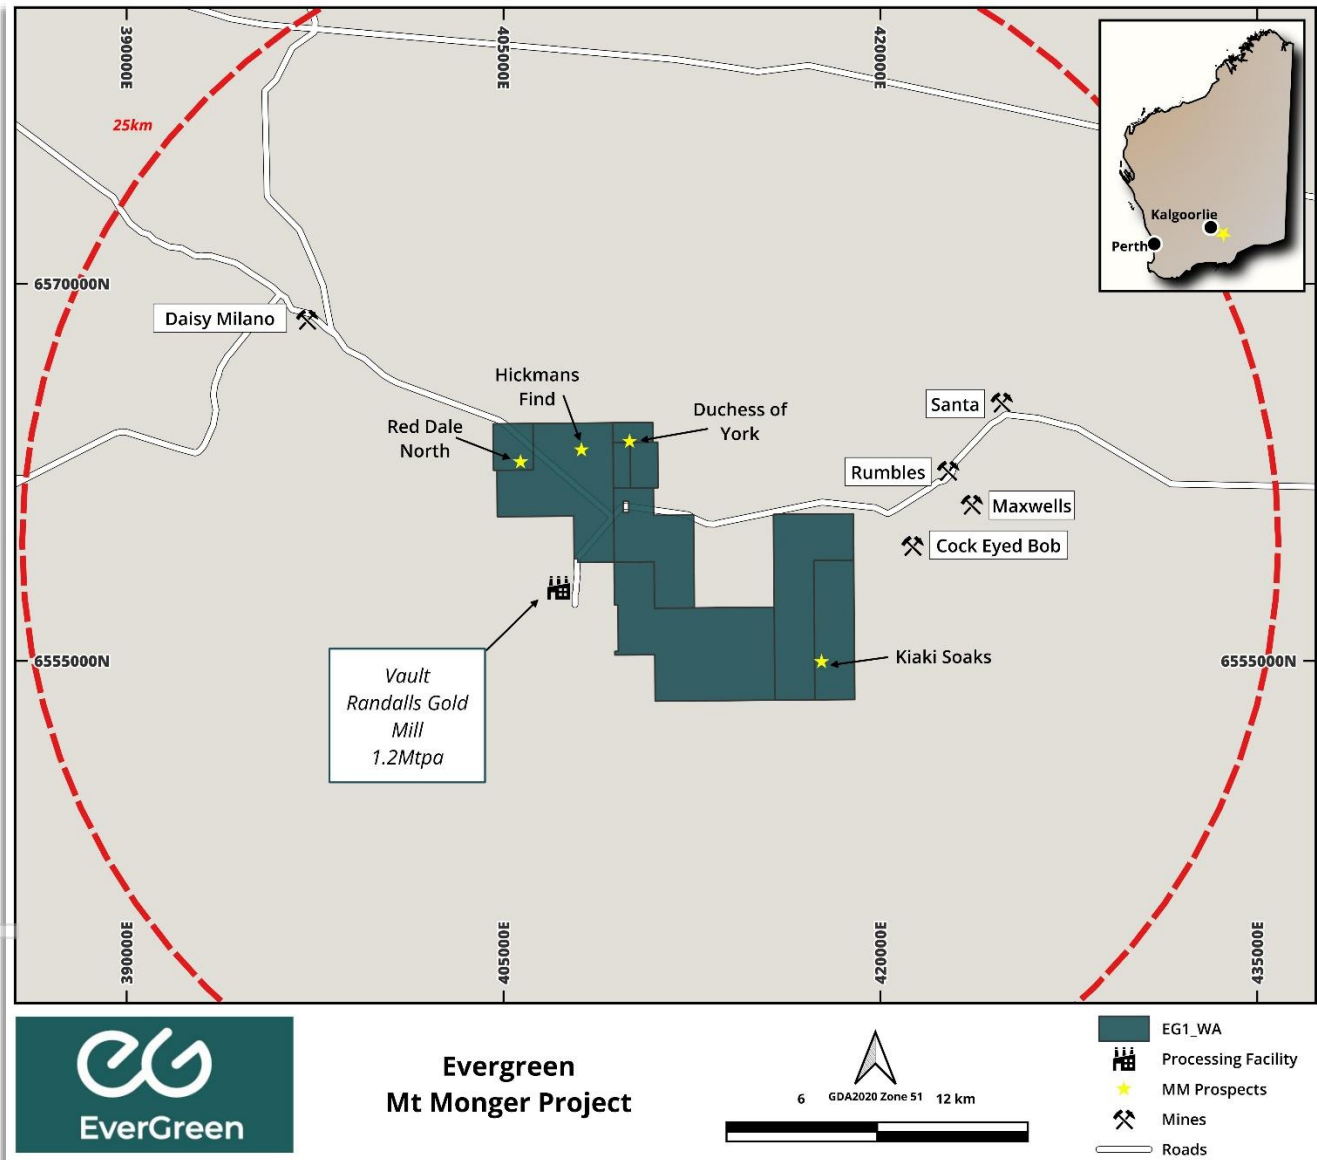 390000E
405000E
420000E
25km
Kalgoorlie
Perth
6570000N
Daisy Milano
Hickmans
Find
Red Dale
North
Duchess of
York
Santa
Rumbles
Maxwells
Cock Eyed Bob
6555000N
6555000N
Kiaki Soaks
Vault
Randalls Gold
Mill
1.2Mtpa
390000E
405000E
420000E
435000E
EG
EverGreen
Evergreen
Mt Monger Project
6 GDA2020 Zone 51 12 km
EG1_WA
Processing Facility
MM Prospects
Mines
Roads